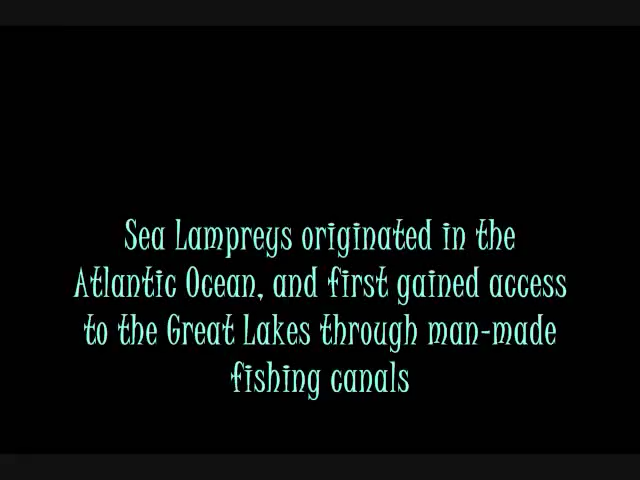 Sea Lampreys originated in the
Atlantic Ocean, and first gained access
to the Great Lakes through man-made
fishing canals